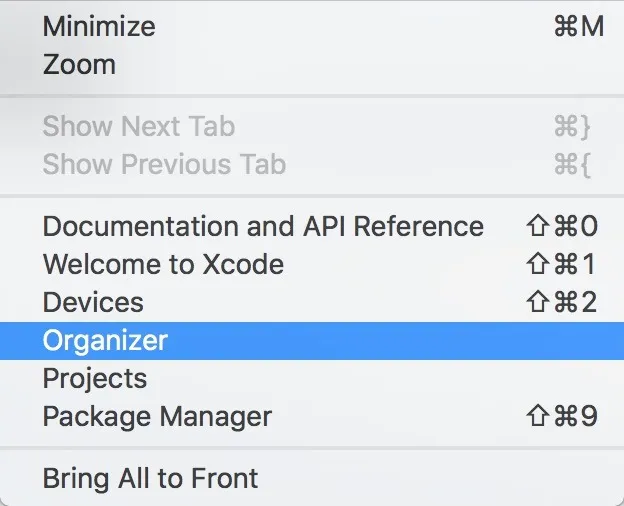 Minimize ⌘M
Zoom
Show Next Tab ⌘}
Show Previous Tab ⌘{
Documentation and API Reference ⇧⌘0
Welcome to Xcode ⇧⌘1
Devices ⇧⌘2
Organizer
Projects
Package Manager ⇧⌘9
Bring All to Front